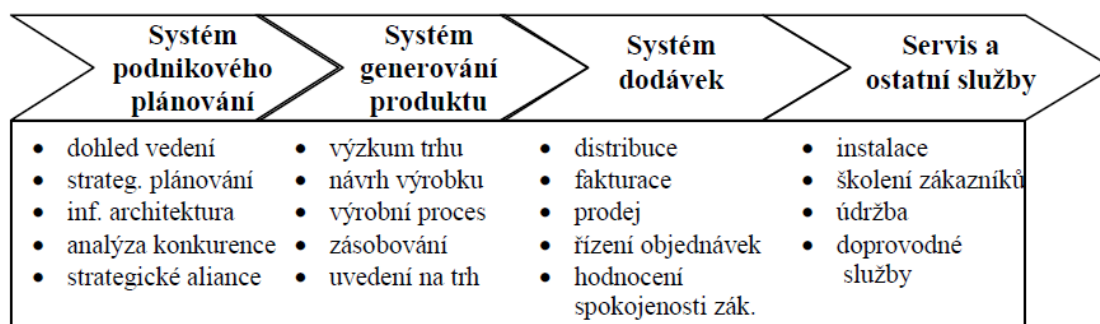 Systém
podnikového
plánování
Systém
generování
produktu
Systém
dodávek
Servis a
ostatní služby
• dohled vedení
• strateg. plánování
• inf. architektura
• analýza konkurence
• strategické aliance
• výzkum trhu
• návrh výrobku
• výrobní proces
• zásobování
• uvedení na trh
• distribuce
• fakturace
• prodej
• řízení objednávek
• hodnocení
spokojenosti zák.
• instalace
• školení zákazníků
• údržba
• doprovodné
služby